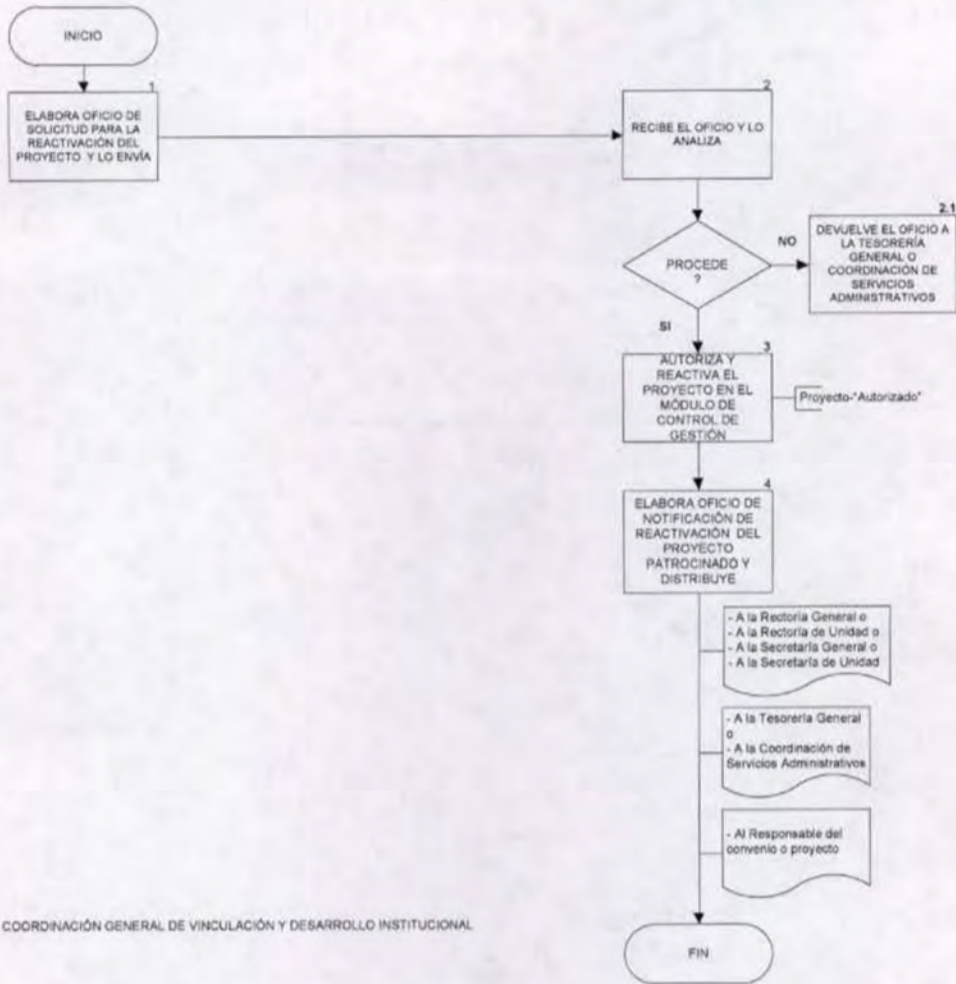 INICIO
1
ELABORA OFICIO DE
SOLICITUD PARA LA
REACTIVACIÓN DEL
PROYECTO Y LO ENVÍA
2
RECIBE EL OFICIO Y LO
ANALIZA
PROCEDE
?
NO
2.1
DEVUELVE EL OFICIO A
LA TESORERÍA
GENERAL O
COORDINACIÓN DE
SERVICIOS
ADMINISTRATIVOS
SI
3
AUTORIZA Y
REACTIVA EL
PROYECTO EN EL
MÓDULO DE
CONTROL DE
GESTIÓN
Proyecto-"Autorizado"
4
ELABORA OFICIO DE
NOTIFICACIÓN DE
REACTIVACIÓN DEL
PROYECTO
PATROCINADO Y
DISTRIBUYE
- A la Rectoría General o
- A la Rectoría de Unidad o
- A la Secretaría General o
- A la Secretaría de Unidad
- A la Tesorería General
o
- A la Coordinación de
Servicios Administrativos
- Al Responsable del
convenio o proyecto
COORDINACIÓN GENERAL DE VINCULACIÓN Y DESARROLLO INSTITUCIONAL
FIN